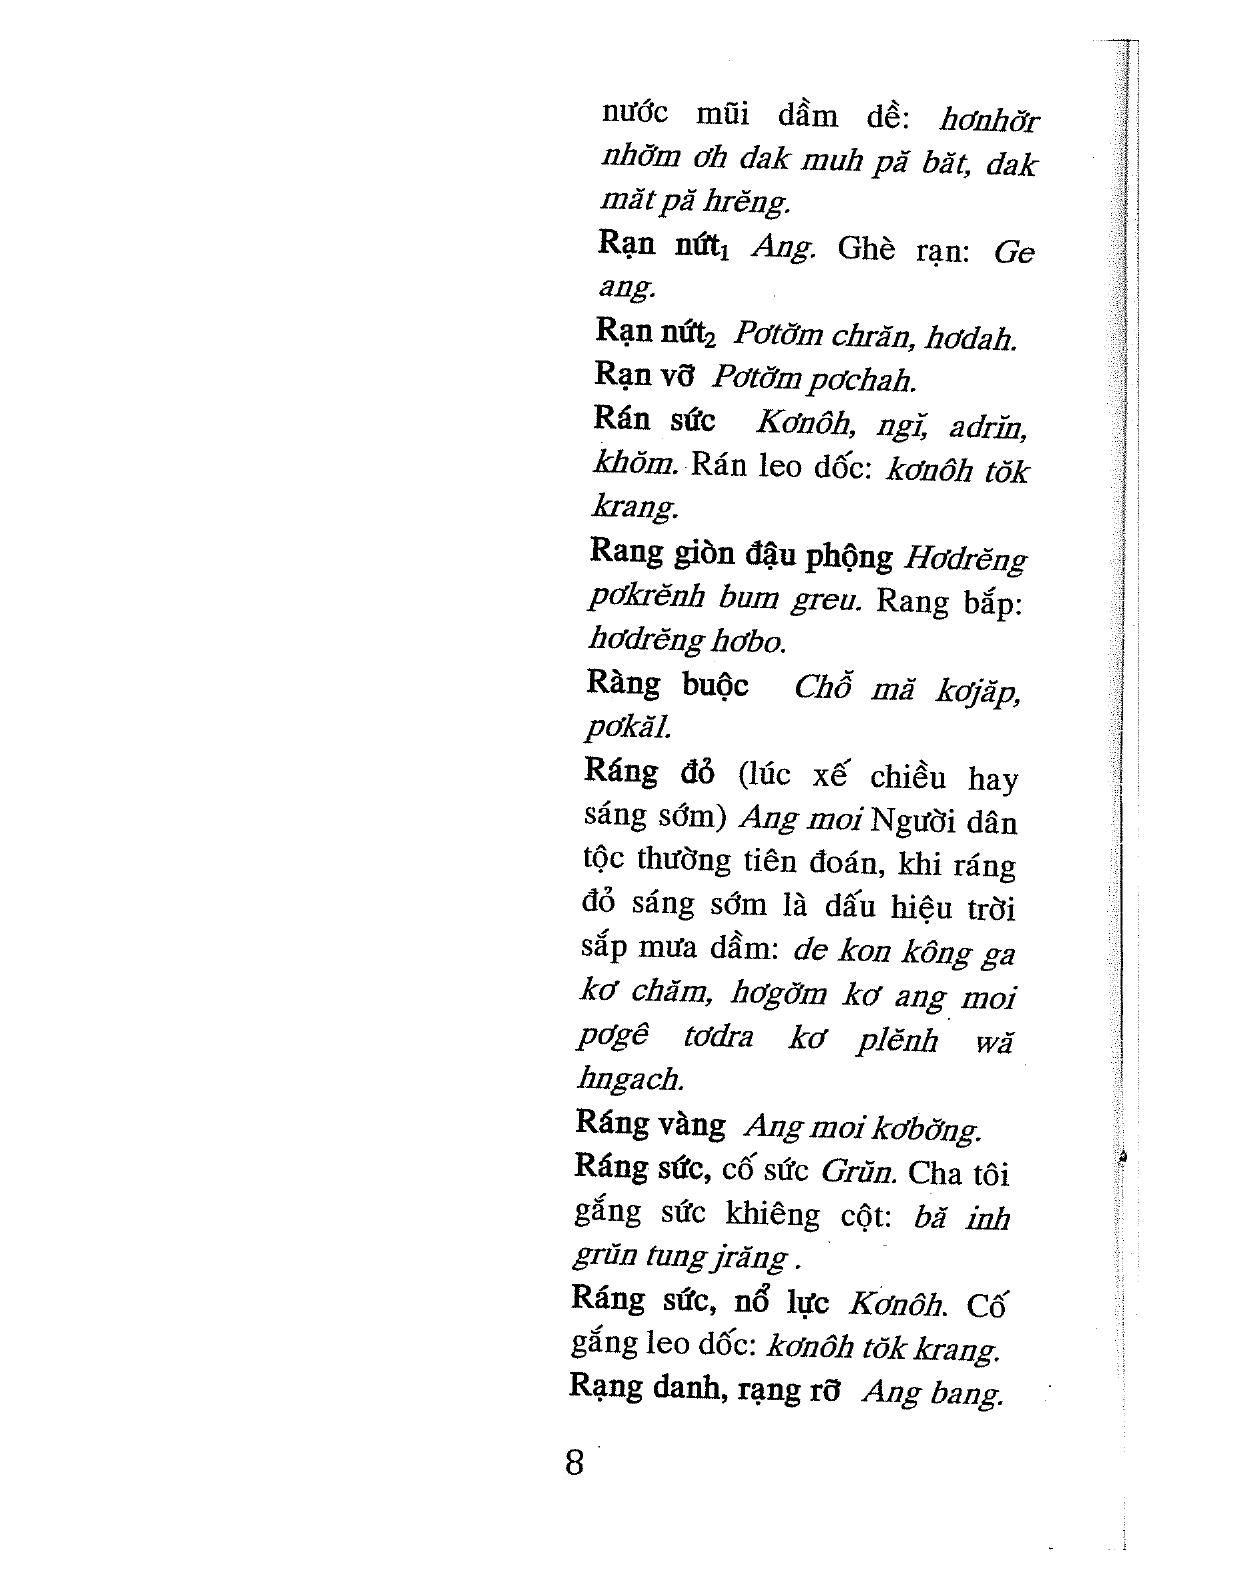 nước mũi dầm dề: hơnhơ̆r
nhơ̆m ơh dak muh pă băt, dak
măt pă hrĕng.
Rạn nứt₁ Ang. Ghè rạn: Ge
ang.
Rạn nứt₂ Pơtơ̆m chrăn, hơdah.
Rạn vỡ Pơtơ̆m pơchah.
Rán sức Kơnôh, ngĭ, adrĭn,
khŏm. Rán leo dốc: kơnôh tŏk
krang.
Rang giòn đậu phộng Hơdrĕng
pơkrĕnh bum greu. Rang bắp:
hơdrĕng hơbo.
Ràng buộc Chô̆ mă kơjăp,
pơkăl.
Ráng đỏ (lúc xế chiều hay
sáng sớm) Ang moi Người dân
tộc thường tiên đoán, khi ráng
đỏ sáng sớm là dấu hiệu trời
sắp mưa dầm: de kon kông ga
kơ chăm, hơgơ̆m kơ ang moi
pơgê tơdra kơ plĕnh wă
hngach.
Ráng vàng Ang moi kơbơ̆ng.
Ráng sức, cố sức Grŭn. Cha tôi
gắng sức khiêng cột: bă inh
grŭn tung jrăng .
Ráng sức, nổ lực Kơnôh. Cố
gắng leo dốc: kơnôh tŏk krang.
Rạng danh, rạng rỡ Ang bang.
8